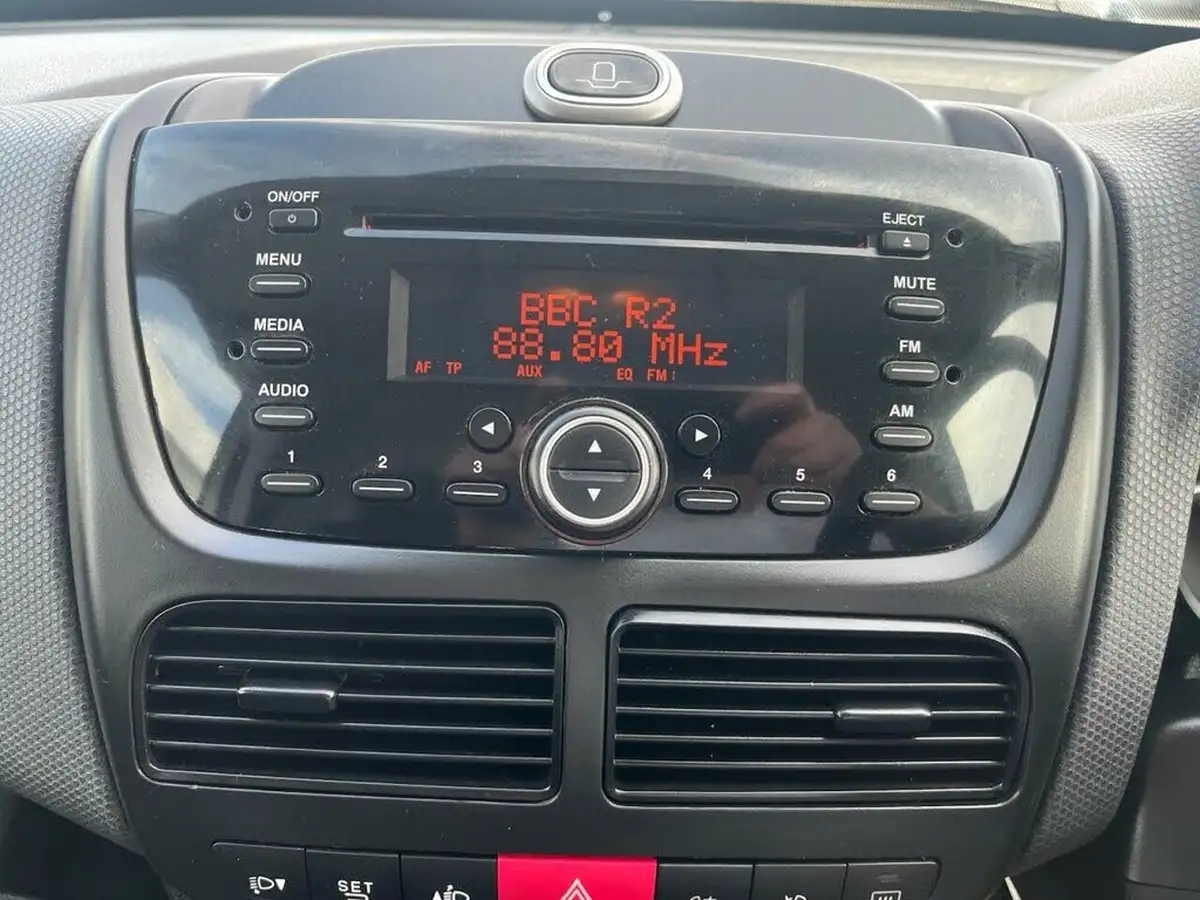 ON/OFF
EJECT
MENU
MUTE
MEDIA
FM
AUDIO
AM
BBC R2
88.80 MHz
AF TP AUX EQ FM
1 2 3 4 5 6
SET